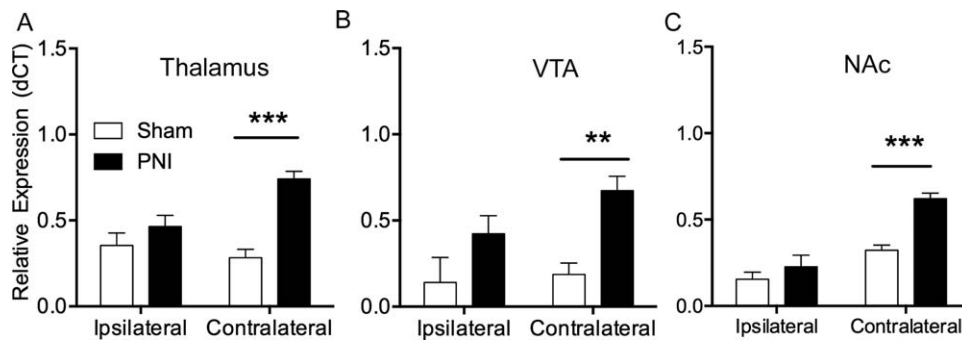 A
Relative Expression (dCT)
1.5
1.0
0.5
0.0
Thalamus
Sham
PNI
***
Ipsilateral Contralateral
B
1.5
1.0
0.5
0.0
VTA
**
Ipsilateral Contralateral
C
1.5
1.0
0.5
0.0
NAc
***
Ipsilateral Contralateral